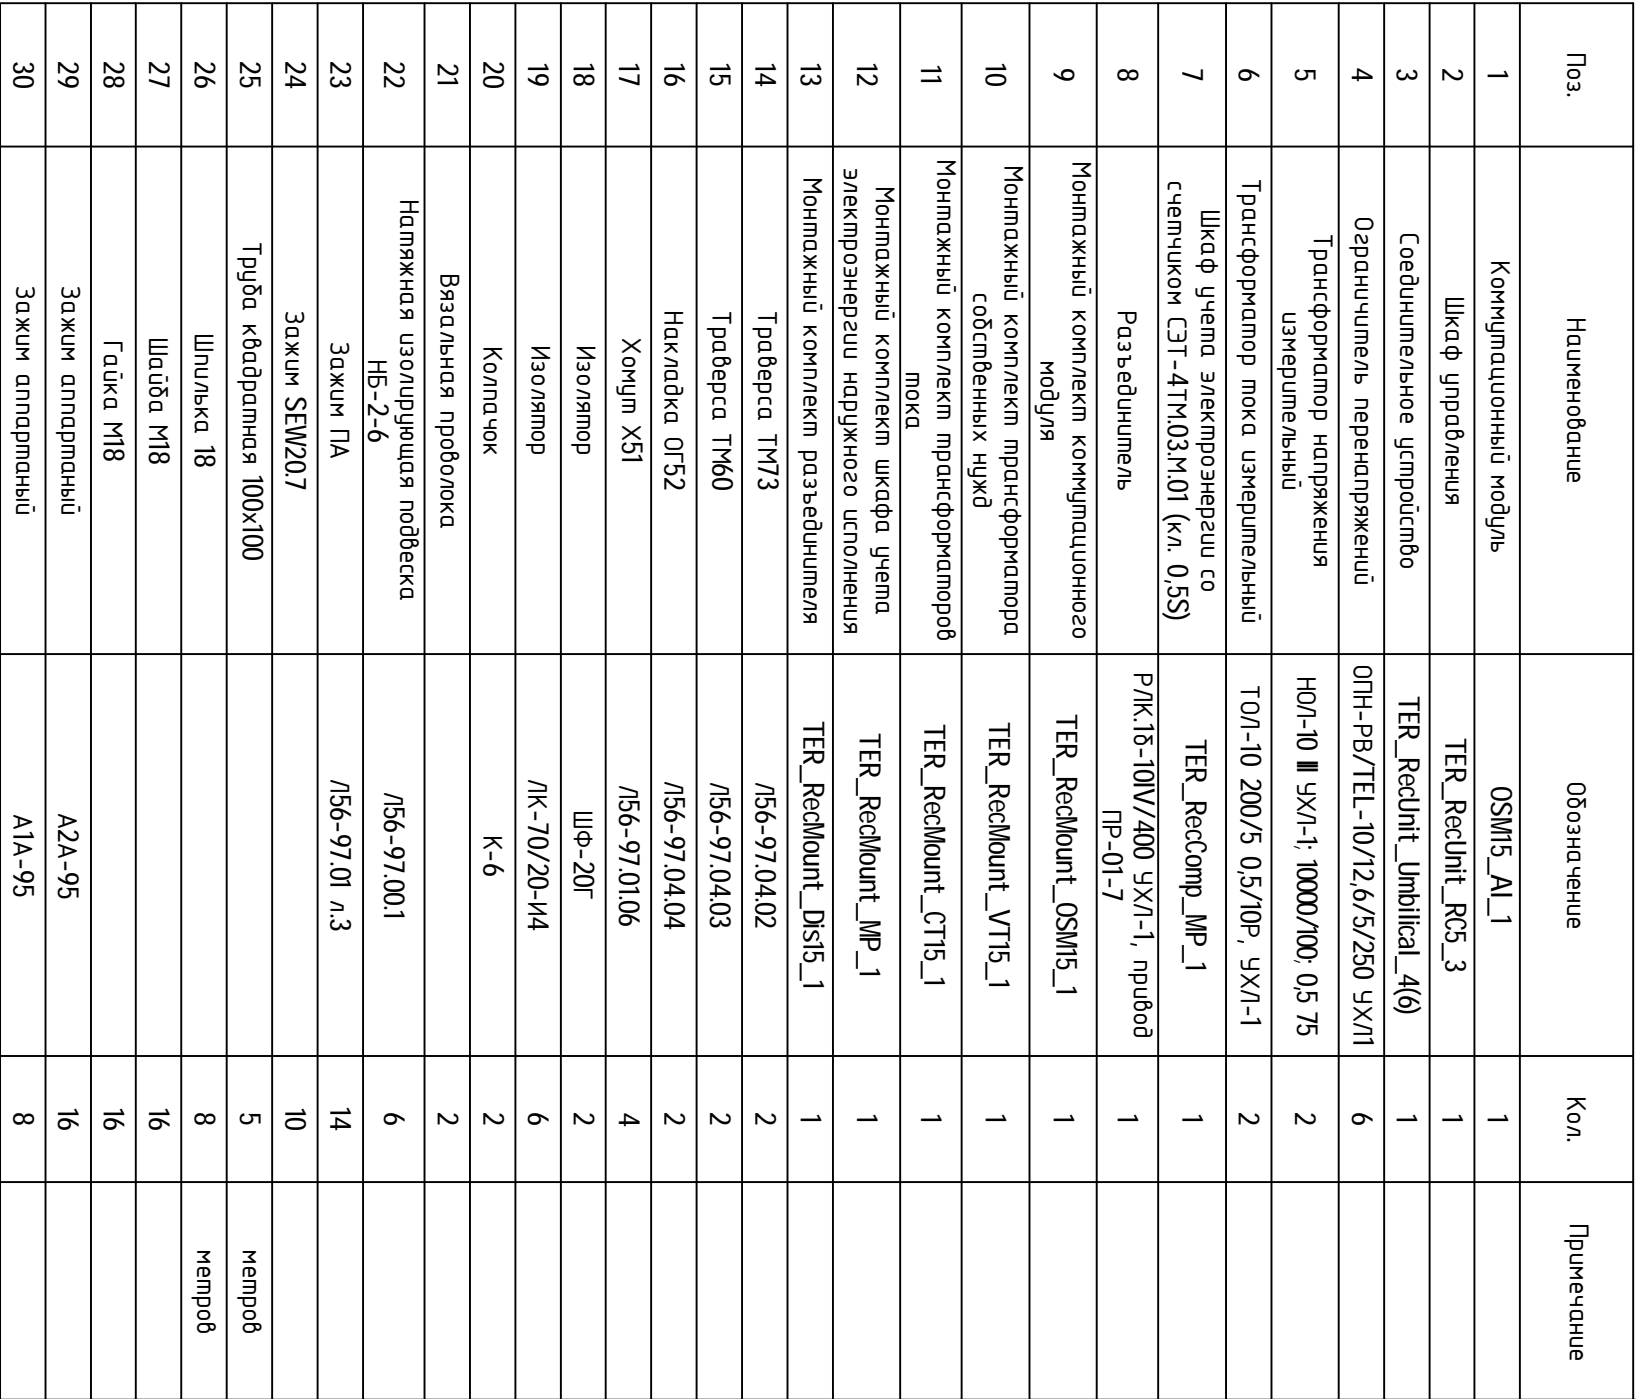 Поз. Наименование Обозначение Кол. Примечание
1 Коммутационный модуль OSM15_AI_1 1
2 Шкаф управления TER_RecUnit_RC5_3 1
3 Соединительное устройство TER_RecUnit_Umbilical_4(6) 1
4 Ограничитель перенапряжений ОПН-РВ/TEL-10/12,6/5/250 УХЛ1 6
5 Трансформатор напряжения
измерительный НОЛ-10 III УХЛ-1; 10000/100; 0,5 75 2
6 Трансформатор тока измерительный ТОЛ-10 200/5 0,5/10Р, УХЛ-1 2
7 Шкаф учета электроэнергии со
счетчиком СЭТ-4ТМ.03.М.01 (кл. 0,5S) TER_RecComp_MP_1 1
8 Разъединитель РЛК.1б-10IV/400 УХЛ-1, привод
ПР-01-7 1
9 Монтажный комплект коммутационного
модуля TER_RecMount_OSM15_1 1
10 Монтажный комплект трансформатора
собственных нужд TER_RecMount_VT15_1 1
11 Монтажный комплект трансформаторов
тока TER_RecMount_CT15_1 1
12 Монтажный комплект шкафа учета
электроэнергии наружного исполнения TER_RecMount_MP_1 1
13 Монтажный комплект разъединителя TER_RecMount_Dis15_1 1
14 Траверса ТМ73 Л56-97.04.02 2
15 Траверса ТМ60 Л56-97.04.03 2
16 Накладка ОГ52 Л56-97.04.04 2
17 Хомут Х51 Л56-97.01.06 4
18 Изолятор ШФ-20Г 2
19 Изолятор ЛК-70/20-И4 6
20 Колпачок К-6 2
21 Вязальная проволока 2
22 Натяжная изолирующая подвеска
НБ-2-6 Л56-97.00.1 6
23 Зажим ПА Л56-97.01 л.3 14
24 Зажим SEW20.7 10
25 Труба квадратная 100х100 5 метров
26 Шпилька 18 8 метров
27 Шайба М18 16
28 Гайка М18 16
29 Зажим аппартаный А2А-95 16
30 Зажим аппартаный А1А-95 8